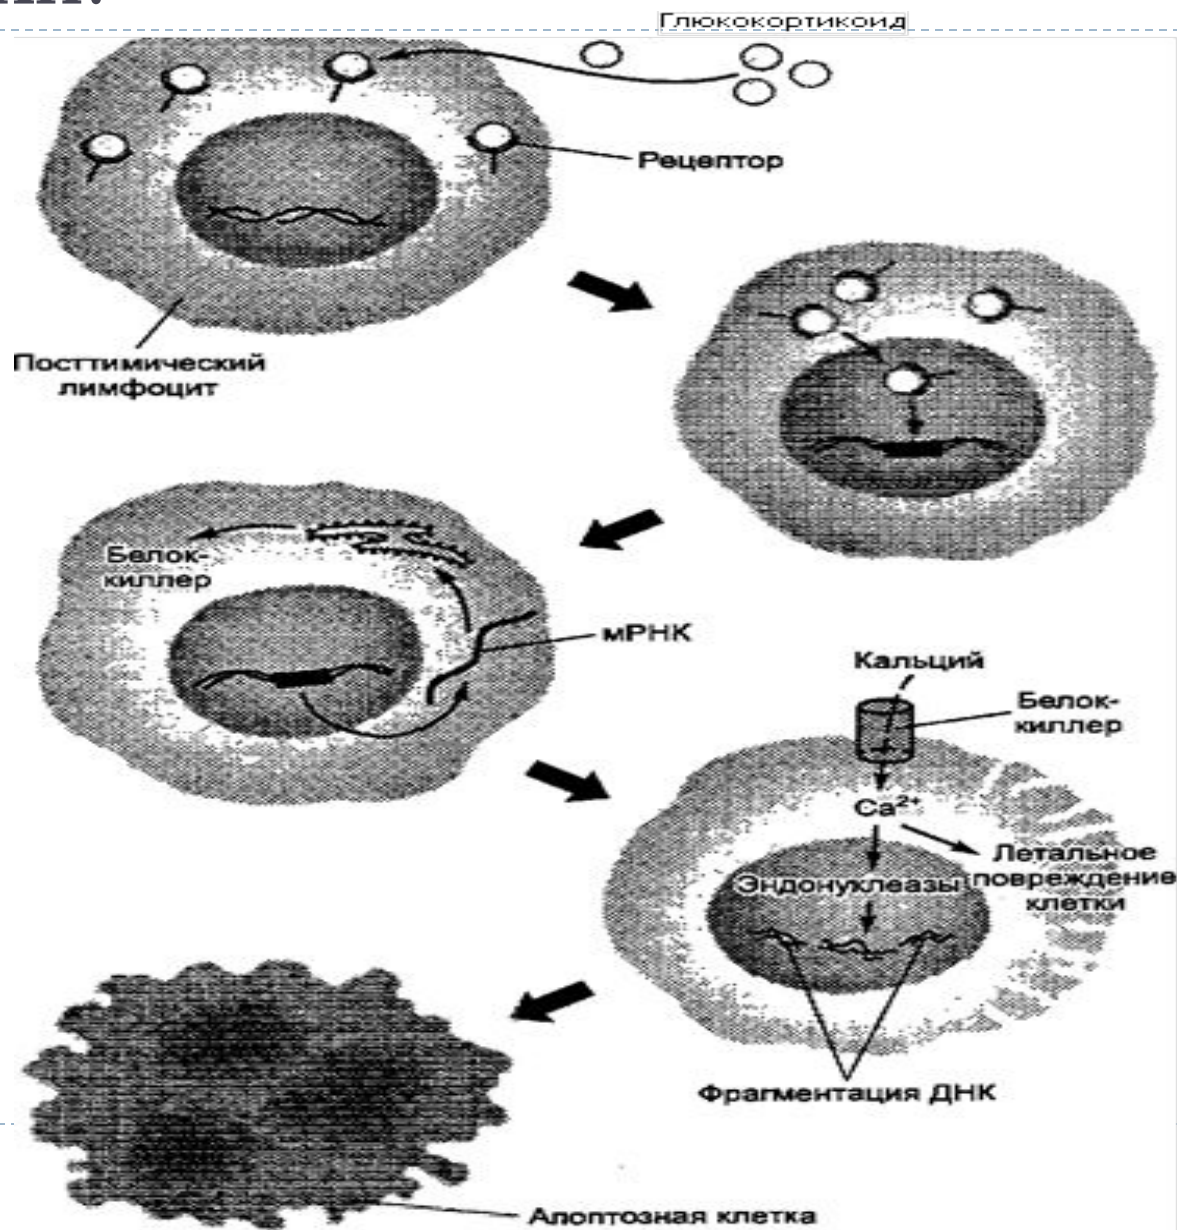 Глюкокортикоид
Рецептор
Посттимический
лимфоцит
Белок-
киллер
мРНК
Кальций
Белок-
киллер
Ca²⁺
Летальное
повреждение
клетки
Эндонуклеазы
Фрагментация ДНК
Апоптозная клетка